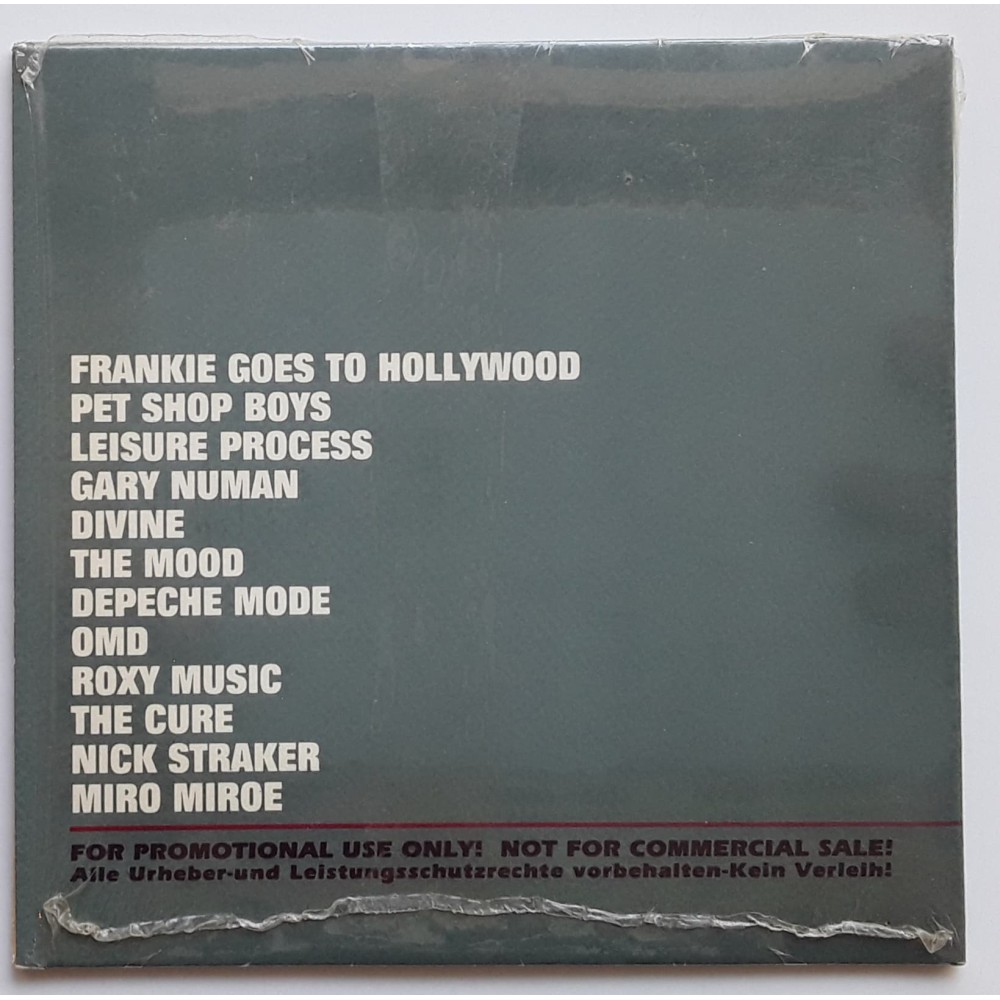 FRANKIE GOES TO HOLLYWOOD
PET SHOP BOYS
LEISURE PROCESS
GARY NUMAN
DIVINE
THE MOOD
DEPECHE MODE
OMD
ROXY MUSIC
THE CURE
NICK STRAKER
MIRO MIROE
FOR PROMOTIONAL USE ONLY! NOT FOR COMMERCIAL SALE!
Alle Urheber-und Leistungsschutzrechte vorbehalten-Kein Verleih!